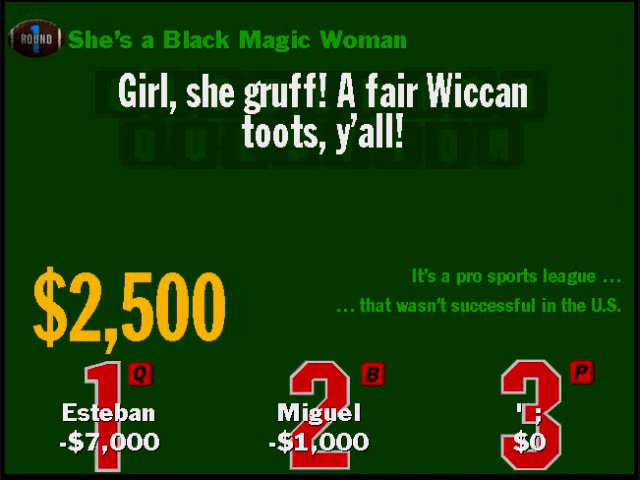 1
ROUND
She's a Black Magic Woman
Girl, she gruff! A fair Wiccan
toots, y'all!
$2,500
It's a pro sports league ...
... that wasn't successful in the U.S.
1 Q 2 B 3 P
Esteban Miguel ' ;
-$7,000 -$1,000 $0